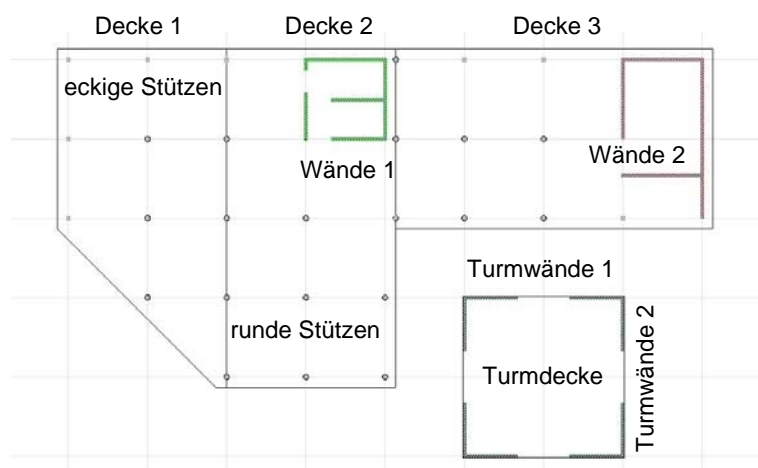 Decke 1
Decke 2
Decke 3
eckige Stützen
Wände 1
Wände 2
Turmwände 1
runde Stützen
Turmdecke
Turmwände 2